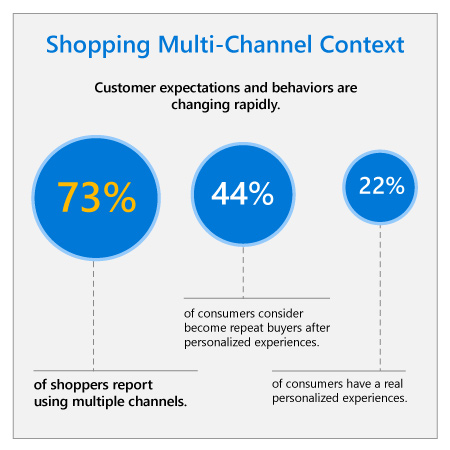 Shopping Multi-Channel Context
Customer expectations and behaviors are
changing rapidly.
73%
44%
22%
of consumers consider
become repeat buyers after
personalized experiences.
of shoppers report
using multiple channels.
of consumers have a real
personalized experiences.